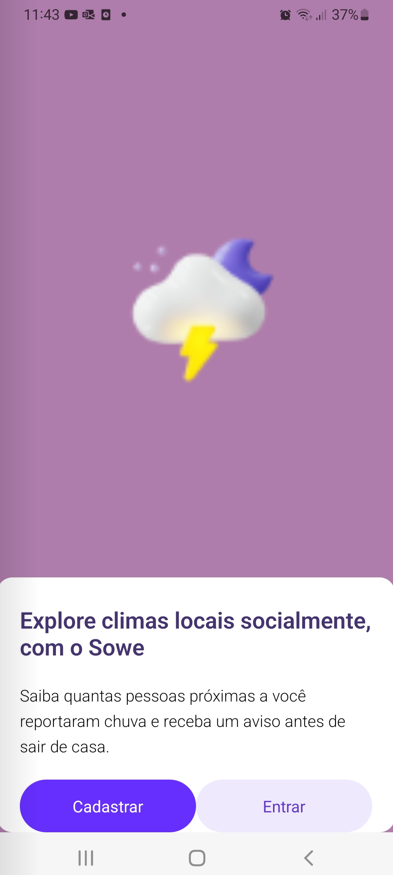 11:43
37%
Explore climas locais socialmente,
com o Sowe
Saiba quantas pessoas próximas a você
reportaram chuva e receba um aviso antes de
sair de casa.
Cadastrar
Entrar